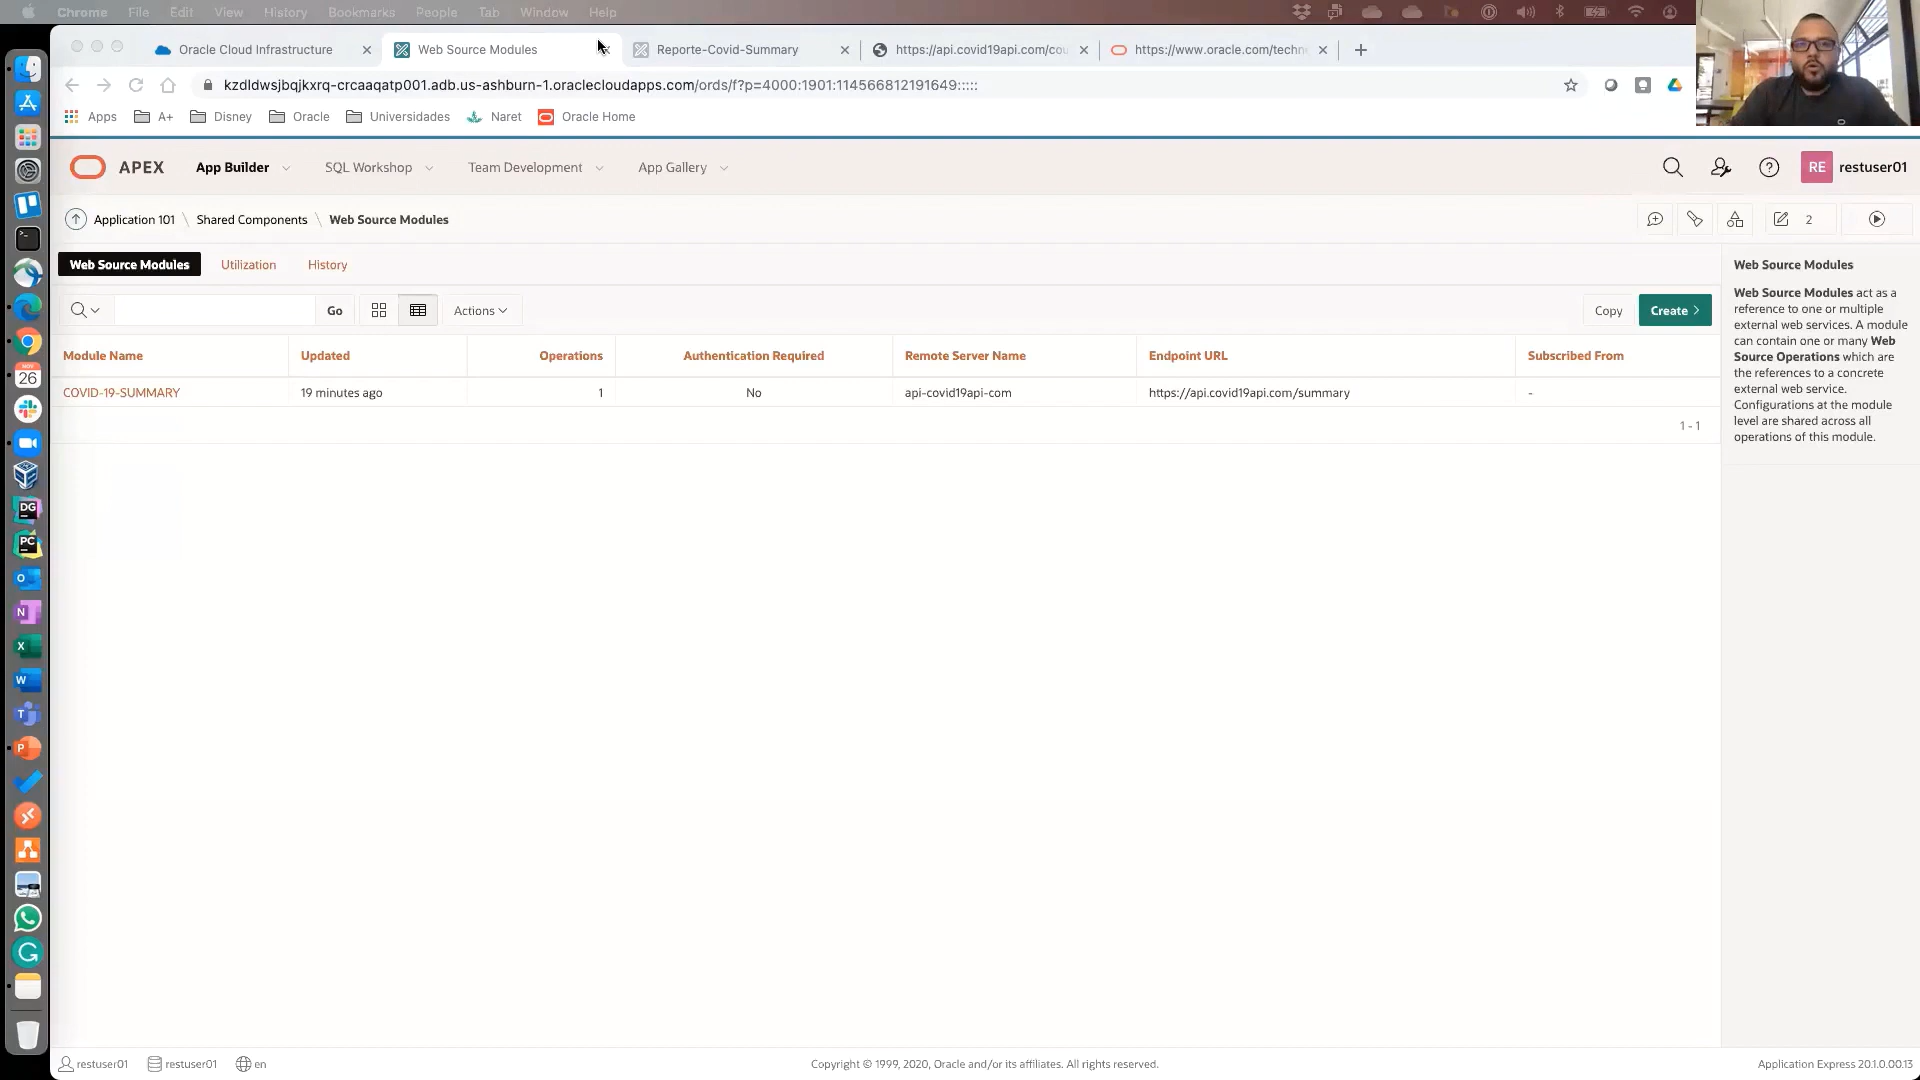 Chrome File Edit View History Bookmarks People Tab Window Help
Oracle Cloud Infrastructure
Web Source Modules
Reporte-Covid-Summary
https://api.covid19api.com/cou
https://www.oracle.com/techn
kzdldwsjbqjkxrq-crcaaqatp001.adb.us-ashburn-1.oraclecloudapps.com/ords/f?p=4000:1901:114566812191649:::::
Apps A+ Disney Oracle Universidades Naret Oracle Home
APEX App Builder SQL Workshop Team Development App Gallery
RE restuser01
Application 101 \ Shared Components \ Web Source Modules
2
Web Source Modules Utilization History
Go Actions Copy Create
Module Name Updated Operations Authentication Required Remote Server Name Endpoint URL Subscribed From
COVID-19-SUMMARY 19 minutes ago 1 No api-covid19api-com https://api.covid19api.com/summary -
1 - 1
Web Source Modules
Web Source Modules act as a
reference to one or multiple
external web services. A module
can contain one or many Web
Source Operations which are
the references to a concrete
external web service.
Configurations at the module
level are shared across all
operations of this module.
NOV
26
DG
PC
O
N
X
W
T
P
restuser01 restuser01 en
Copyright © 1999, 2020, Oracle and/or its affiliates. All rights reserved.
Application Express 20.1.0.00.13